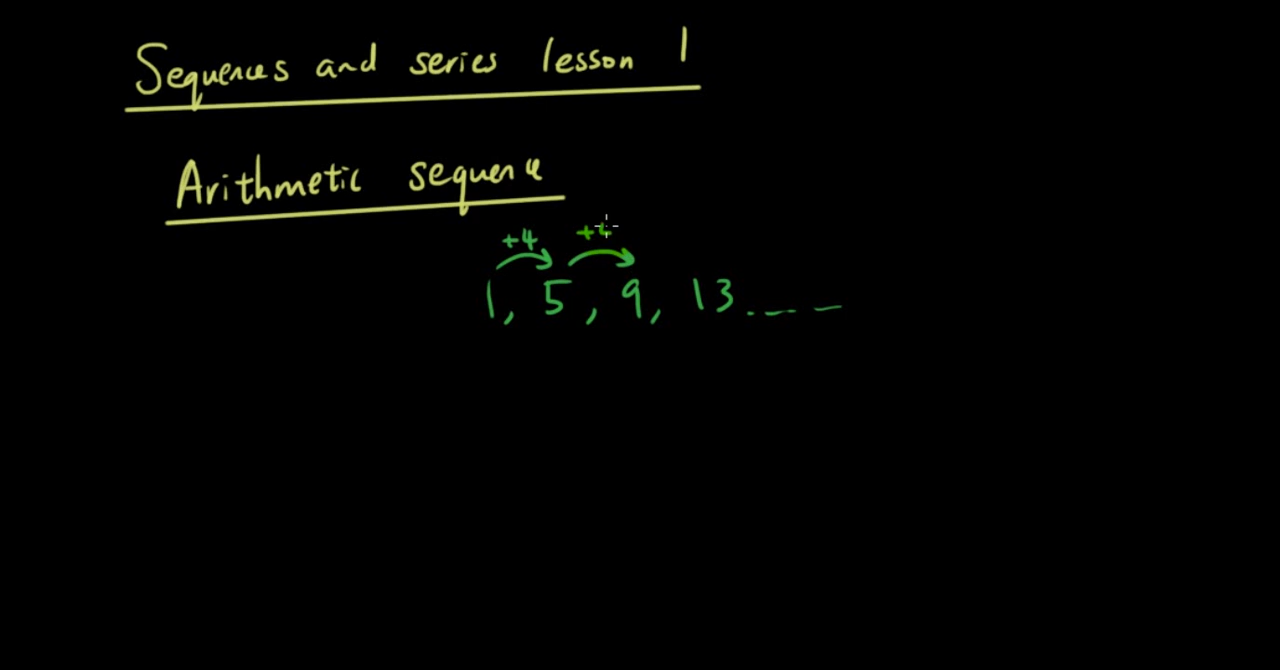 Sequences and series lesson 1
Arithmetic sequence
+4 +4
1, 5, 9, 13...